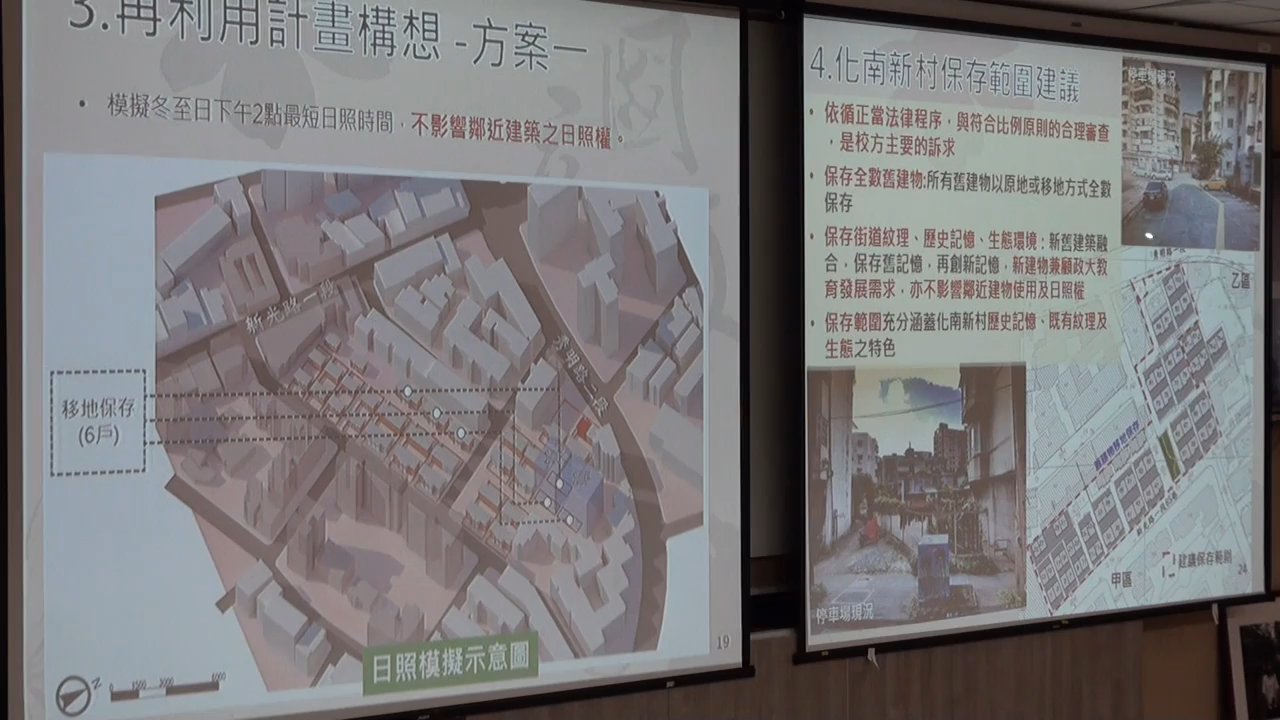 3.再利用計畫構想 -方案一
• 模擬冬至日下午2點最短日照時間，不影響鄰近建築之日照權。
新光路一段
秀明路二段
移地保存
(6戶)
日照模擬示意圖
19
4.化南新村保存範圍建議
• 依循正當法律程序，與符合比例原則的合理審查
，是校方主要的訴求
• 保存全數舊建物:所有舊建物以原地或移地方式全數
保存
• 保存街道紋理、歷史記憶、生態環境：新舊建築融
合，保存舊記憶，再創新記憶，新建物兼顧政大教
育發展需求，亦不影響鄰近建物使用及日照權
• 保存範圍充分涵蓋化南新村歷史記憶、既有紋理及
生態之特色
停車場現況
乙區
甲區
建議保存範圍
停車場現況
24